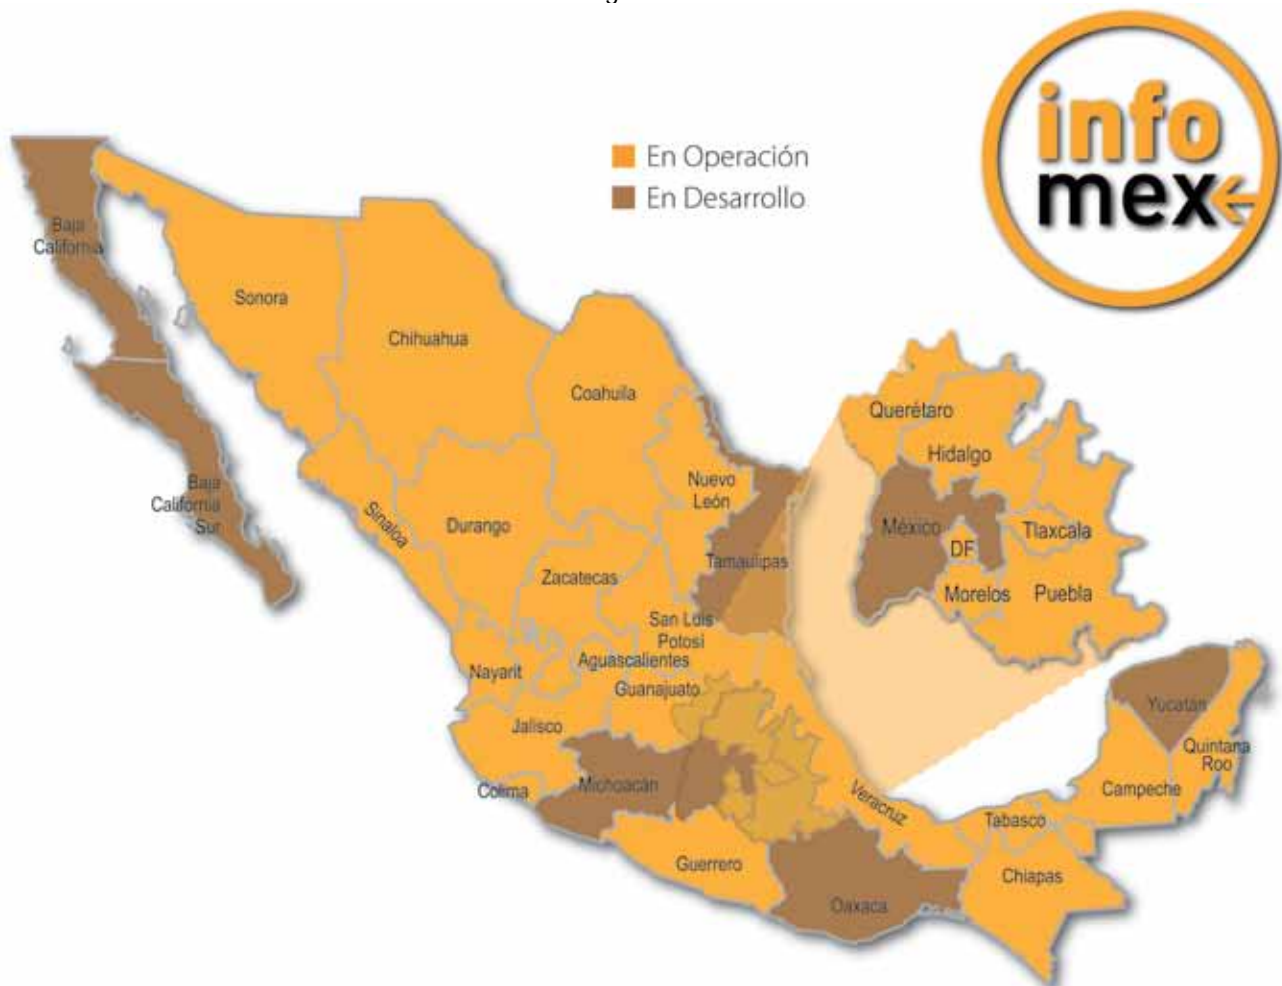 info
mex
En Operación
En Desarrollo
Baja
California
Sonora
Chihuahua
Coahuila
Querétaro
Hidalgo
Nuevo
León
Baja
California
Sur
Sinaloa
Durango
México
Tlaxcala
DF
Tamaulipas
Zacatecas
Morelos
Puebla
San Luis
Potosí
Nayarit
Aguascalientes
Guanajuato
Jalisco
Yucatán
Quintana
Roo
Colima
Michoacán
Veracruz
Campeche
Tabasco
Guerrero
Chiapas
Oaxaca